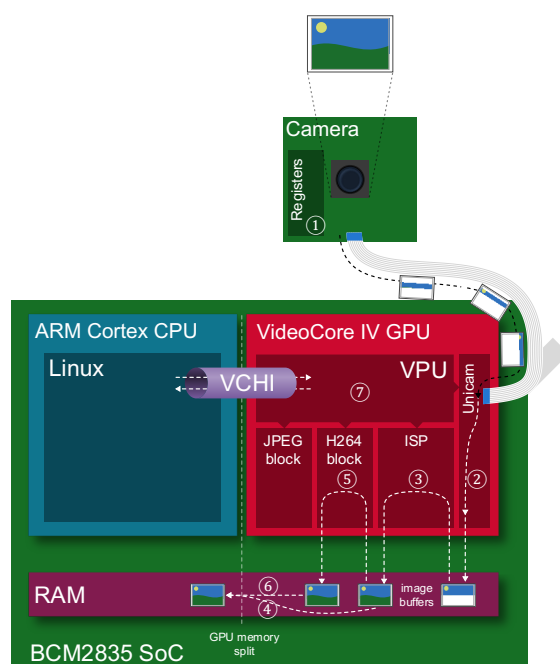 Camera
Registers
①
ARM Cortex CPU
VideoCore IV GPU
Linux
VCHI
VPU
⑦
Unicam
JPEG
block
H264
block
ISP
⑤
③
②
RAM
⑥
④
image
buffers
GPU memory
split
BCM2835 SoC